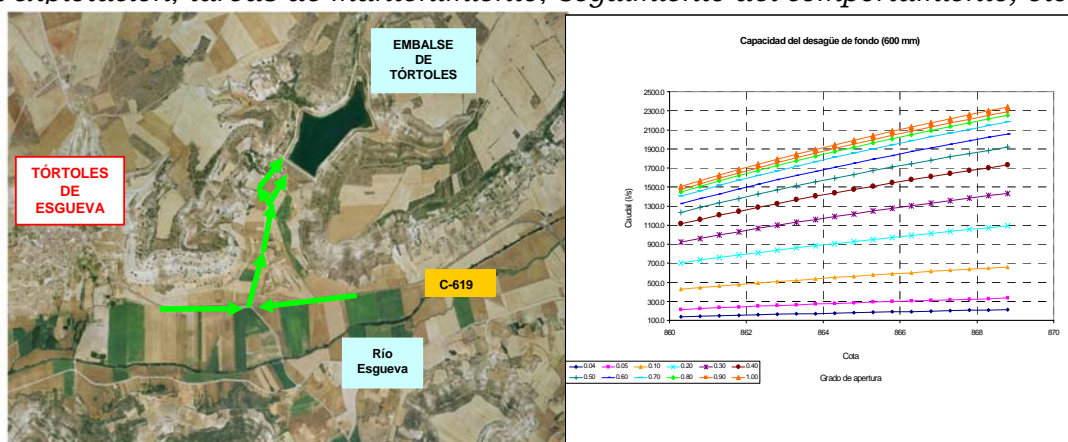 explotación, tareas de mantenimiento, seguimiento del comportamiento, etc
EMBALSE
DE
TÓRTOLES
TÓRTOLES
DE
ESGUEVA
C-619
Río
Esgueva
Capacidad del desagüe de fondo (600 mm)
Caudal (l/s)
2500.0
2300.0
2100.0
1900.0
1700.0
1500.0
1300.0
1100.0
900.0
700.0
500.0
300.0
100.0
860 862 864 866 868 870
Cota
Grado de apertura
0.04 0.05 0.10 0.20 0.30 0.40
0.50 0.60 0.70 0.80 0.90 1.00